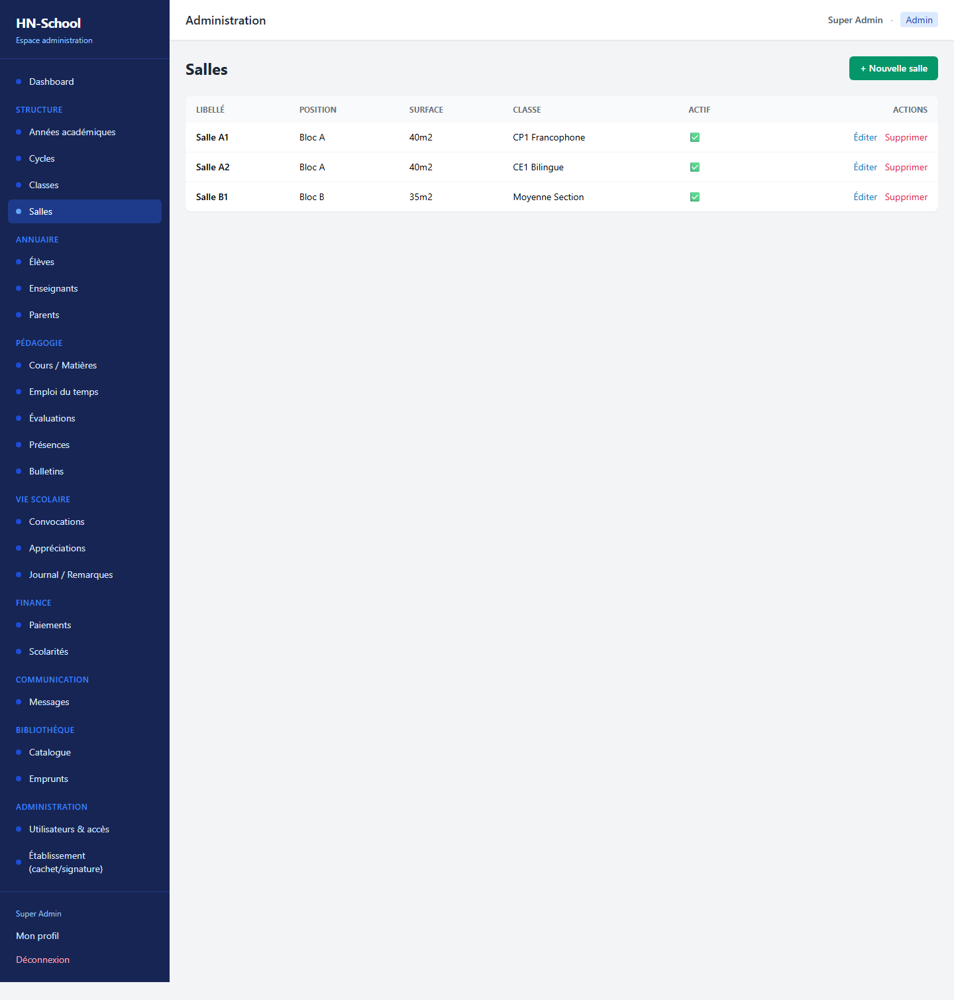 HN-School
Espace administration
Dashboard
STRUCTURE
Années académiques
Cycles
Classes
Salles
ANNUAIRE
Élèves
Enseignants
Parents
PÉDAGOGIE
Cours / Matières
Emploi du temps
Évaluations
Présences
Bulletins
VIE SCOLAIRE
Convocations
Appréciations
Journal / Remarques
FINANCE
Paiements
Scolarités
COMMUNICATION
Messages
BIBLIOTHÈQUE
Catalogue
Emprunts
ADMINISTRATION
Utilisateurs & accès
Établissement
(cachet/signature)
Super Admin
Mon profil
Déconnexion
Administration
Super Admin · Admin
Salles
+ Nouvelle salle
LIBELLÉ POSITION SURFACE CLASSE ACTIF ACTIONS
Salle A1 Bloc A 40m2 CP1 Francophone ✅ Éditer Supprimer
Salle A2 Bloc A 40m2 CE1 Bilingue ✅ Éditer Supprimer
Salle B1 Bloc B 35m2 Moyenne Section ✅ Éditer Supprimer